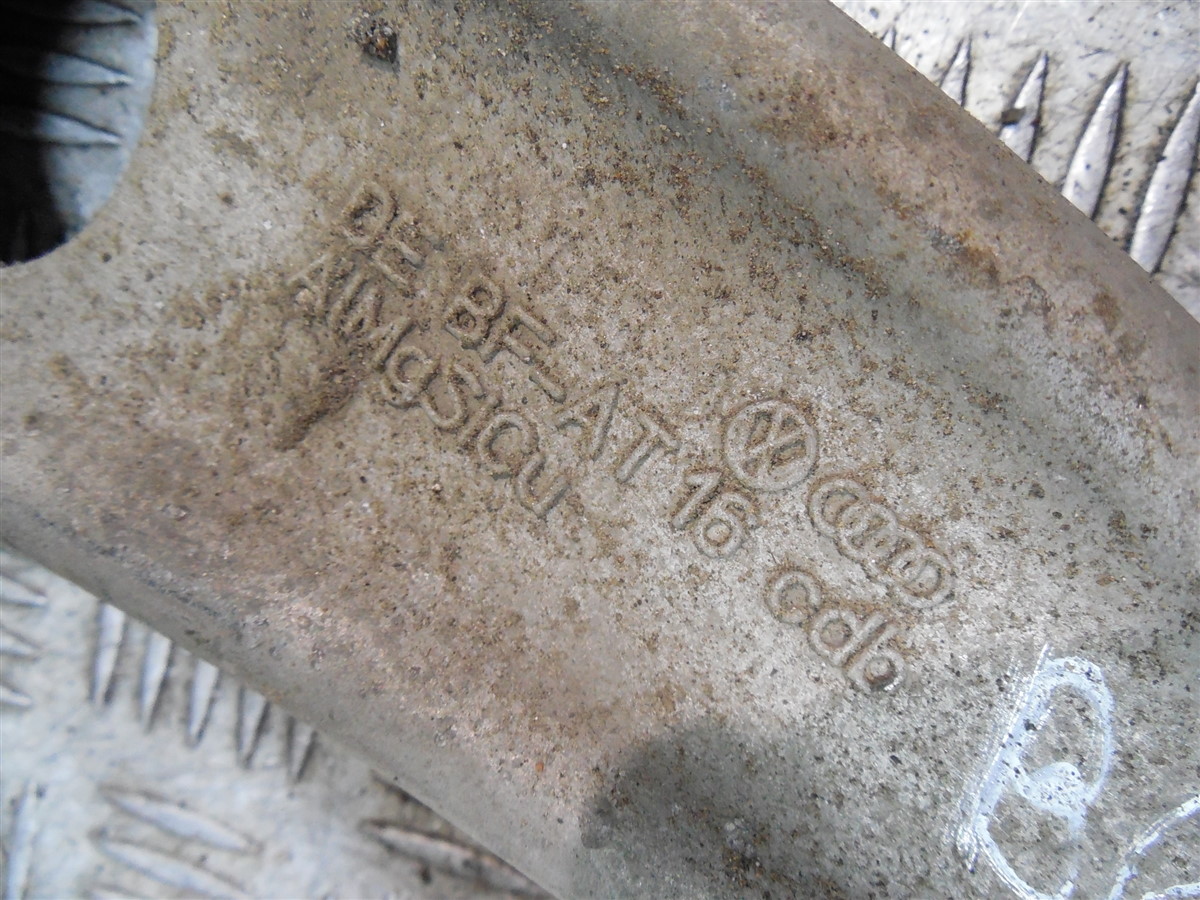 DE BF-AT 16
AlMgSiCu
cdb
B